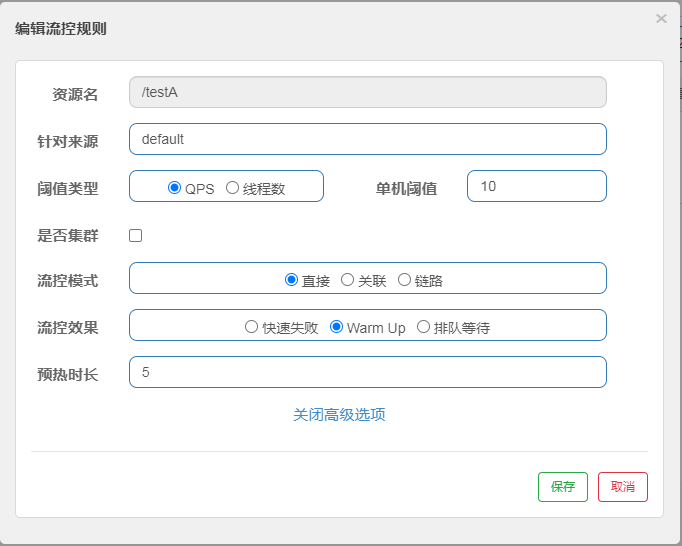 编辑流控规则 ×
资源名 /testA
针对来源 default
阈值类型 QPS 线程数 单机阈值 10
是否集群
流控模式 直接 关联 链路
流控效果 快速失败 Warm Up 排队等待
预热时长 5
关闭高级选项
保存 取消